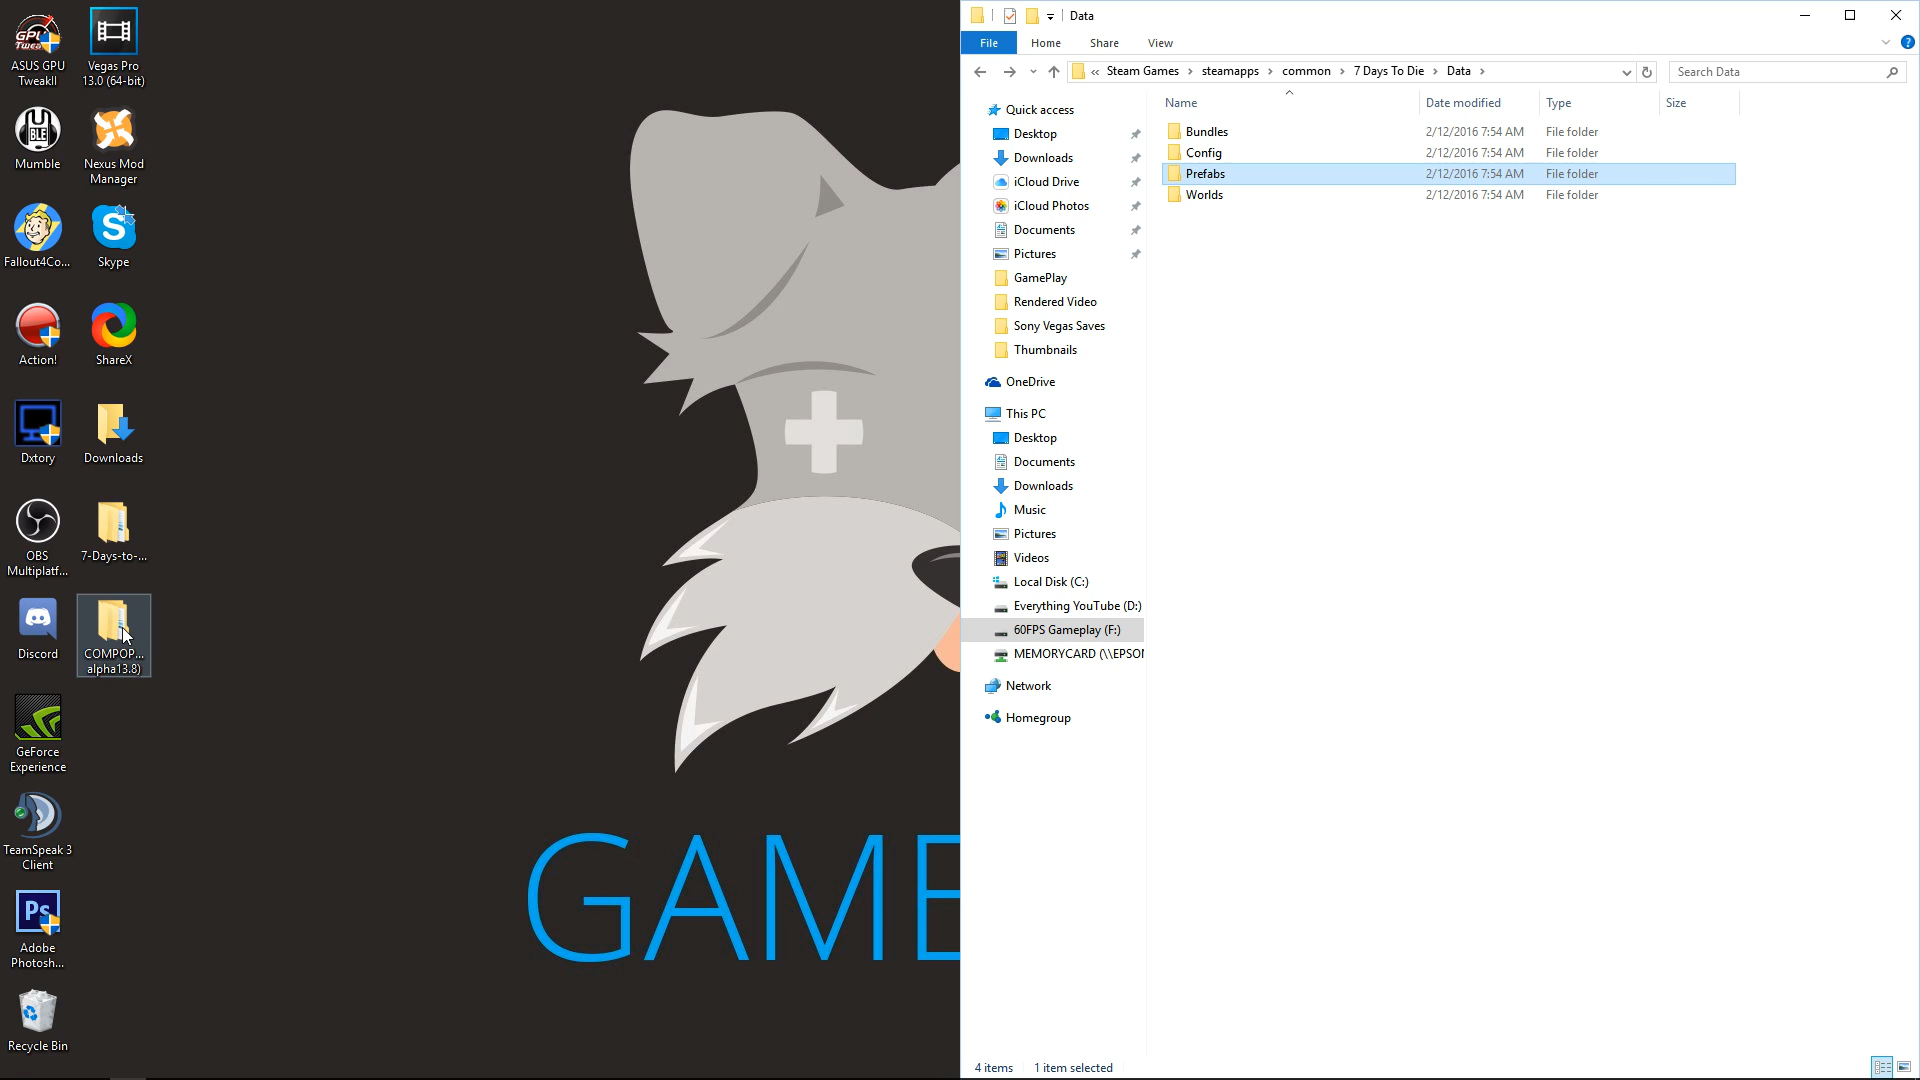 ASUS GPU
TweakII
Vegas Pro
13.0 (64-bit)
BLE
Mumble
Nexus Mod
Manager
Fallout4Co...
Skype
Action!
ShareX
Dxtory
Downloads
OBS
Multiplatf...
7-Days-to-...
Discord
COMPOP...
alpha13.8)
GeForce
Experience
TeamSpeak 3
Client
Ps
Adobe
Photosh...
Recycle Bin
GAME
Data
File Home Share View
« Steam Games › steamapps › common › 7 Days To Die › Data ›
Search Data
Quick access
Desktop
Downloads
iCloud Drive
iCloud Photos
Documents
Pictures
GamePlay
Rendered Video
Sony Vegas Saves
Thumbnails
OneDrive
This PC
Desktop
Documents
Downloads
Music
Pictures
Videos
Local Disk (C:)
Everything YouTube (D:)
60FPS Gameplay (F:)
MEMORYCARD (\\EPSON
Network
Homegroup
Name Date modified Type Size
Bundles 2/12/2016 7:54 AM File folder
Config 2/12/2016 7:54 AM File folder
Prefabs 2/12/2016 7:54 AM File folder
Worlds 2/12/2016 7:54 AM File folder
4 items 1 item selected